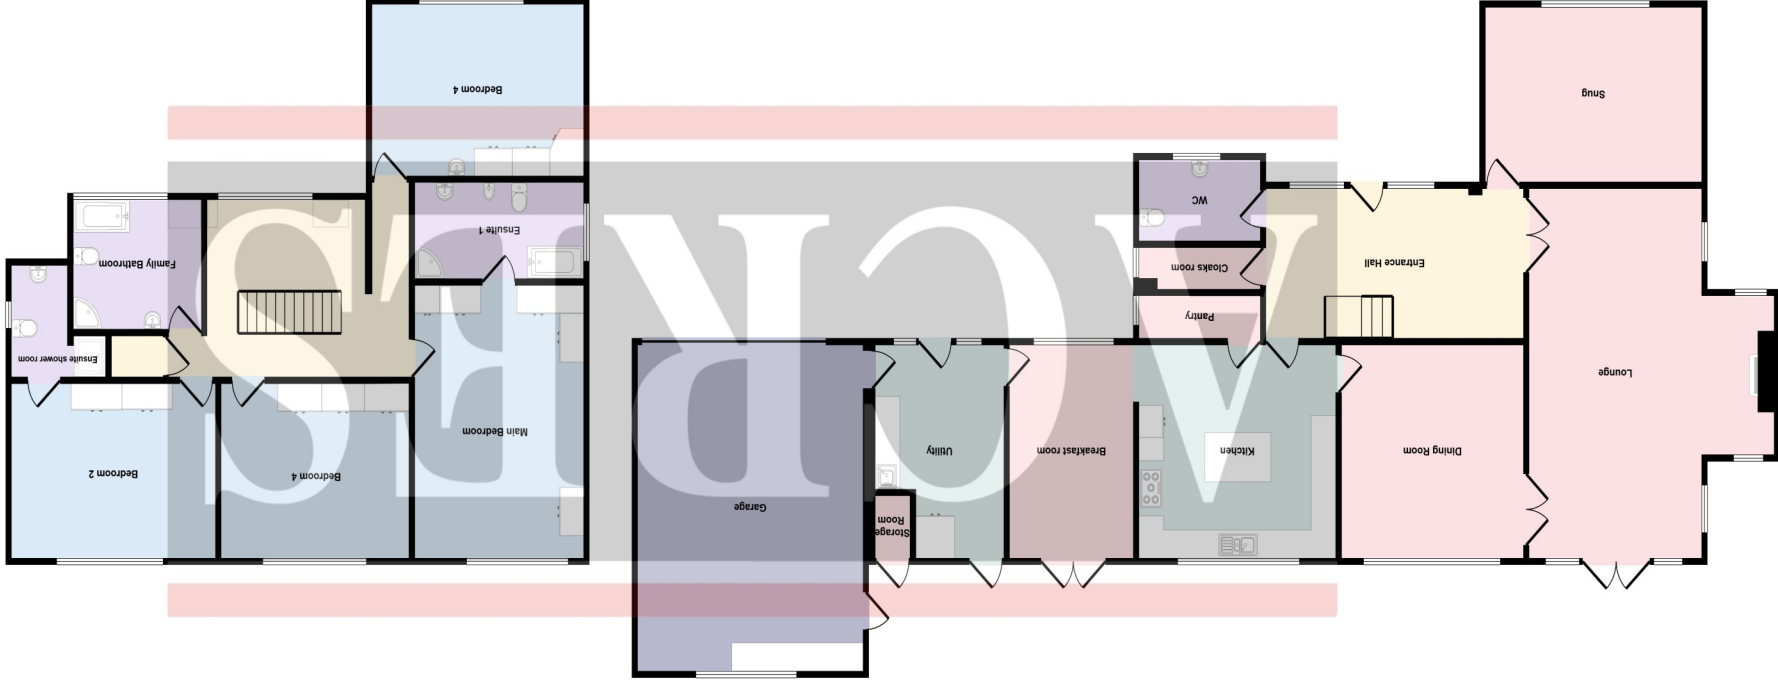 Lounge
Dining Room
Kitchen
Breakfast room
Utility
Storage
Room
Garage
Pantry
Cloaks room
Entrance Hall
WC
Snug
Main Bedroom
Bedroom 4
Bedroom 2
Ensuite shower room
Family Bathroom
Ensuite 1
Bedroom 4
ACRES